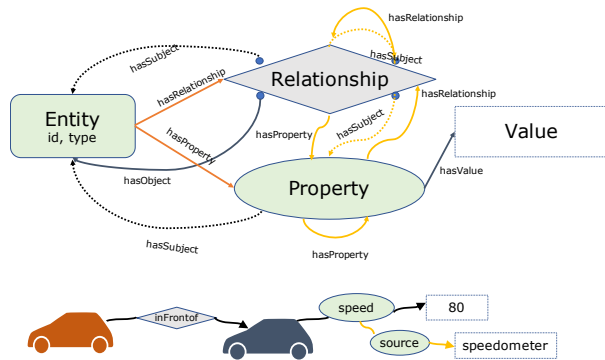 hasRelationship
hasSubject
hasSubject
hasRelationship
Relationship
hasRelationship
Entity
id, type
hasProperty
hasProperty
hasSubject
Value
hasObject
Property
hasValue
hasSubject
hasProperty
inFrontof
speed
80
source
speedometer